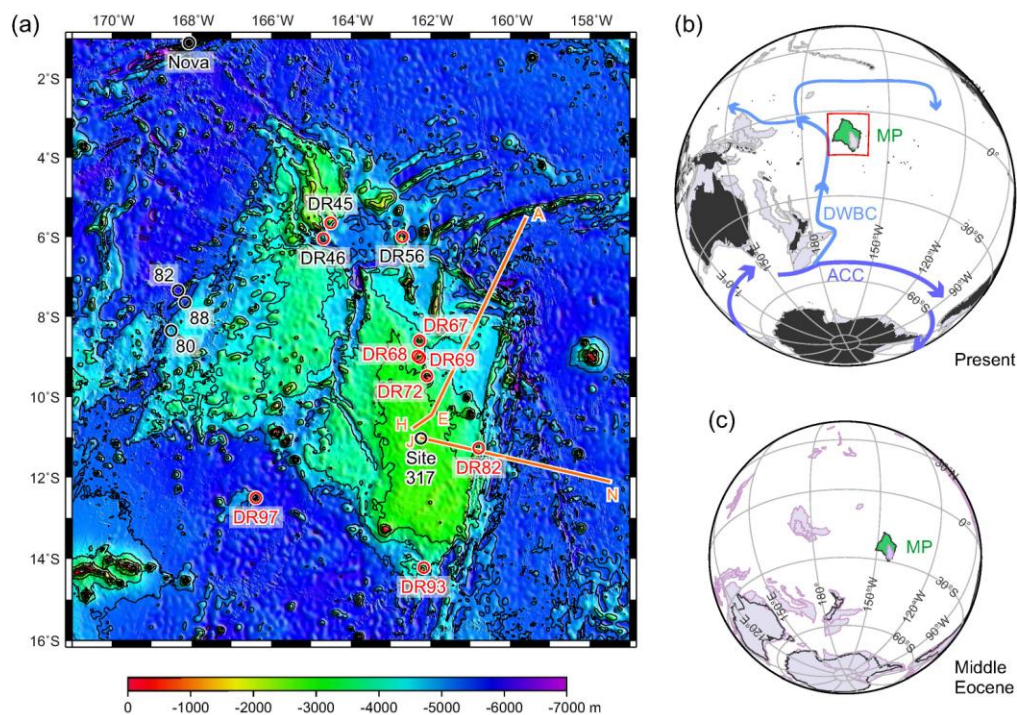 (a)
170°W 168°W 166°W 164°W 162°W 160°W 158°W
Nova
2°S
4°S
DR45
A
6°S
DR46
DR56
82
88
8°S
80
DR67
DR68
DR69
DR72
10°S
H
E
J
Site
317
DR82
12°S
N
DR97
14°S
DR93
16°S
0 -1000 -2000 -3000 -4000 -5000 -6000 -7000 m
(b)
MP
0°
DWBC
30°S
180°
150°W
120°W
150°E
ACC
60°S
90°W
120°E
Present
(c)
30°N
0°
MP
30°S
180°
150°W
120°W
120°E
60°S
90°W
Middle
Eocene